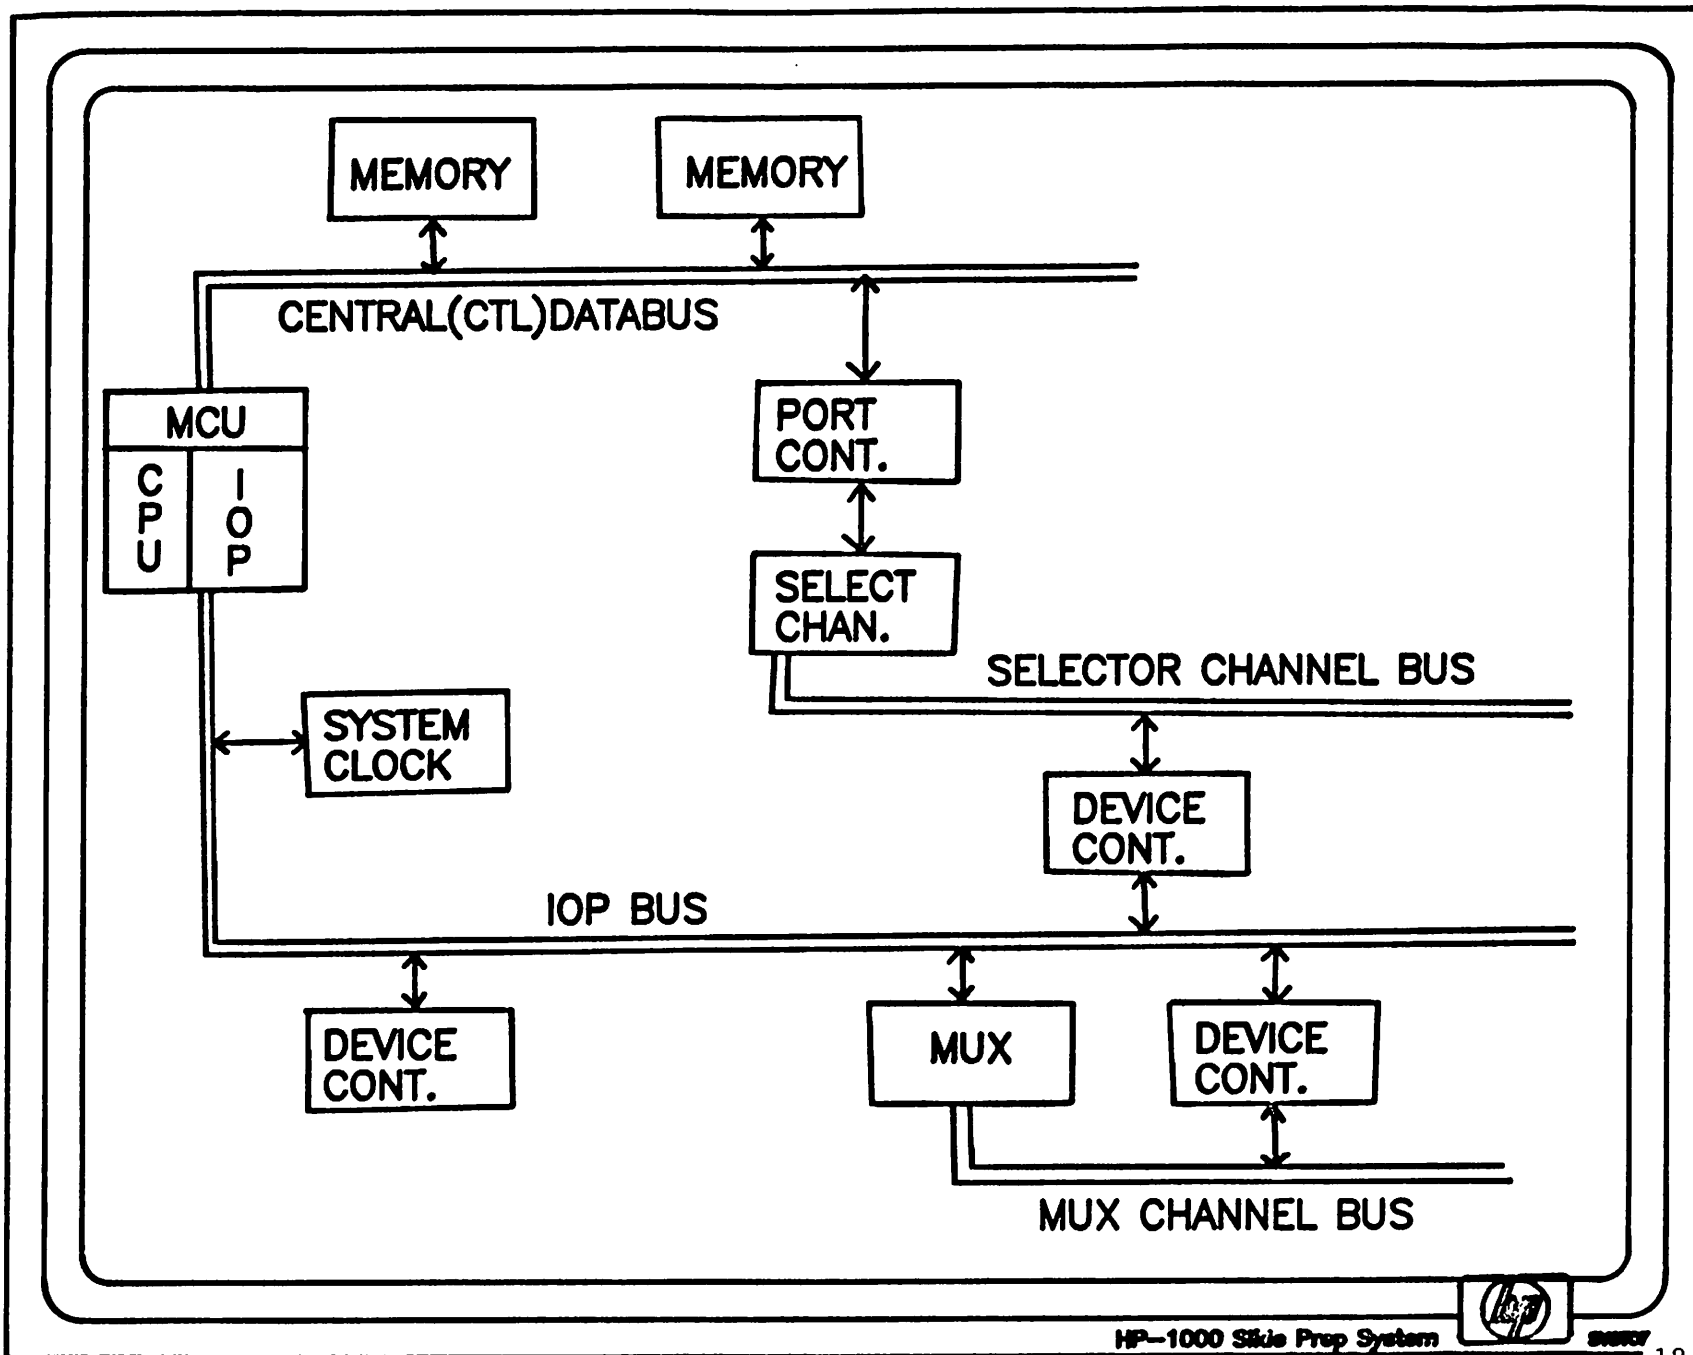 MEMORY
MEMORY
CENTRAL(CTL)DATABUS
MCU
CPU
IOP
PORT
CONT.
SELECT
CHAN.
SELECTOR CHANNEL BUS
SYSTEM
CLOCK
DEVICE
CONT.
IOP BUS
DEVICE
CONT.
MUX
DEVICE
CONT.
MUX CHANNEL BUS
hp
HP-1000 Slide Prep System